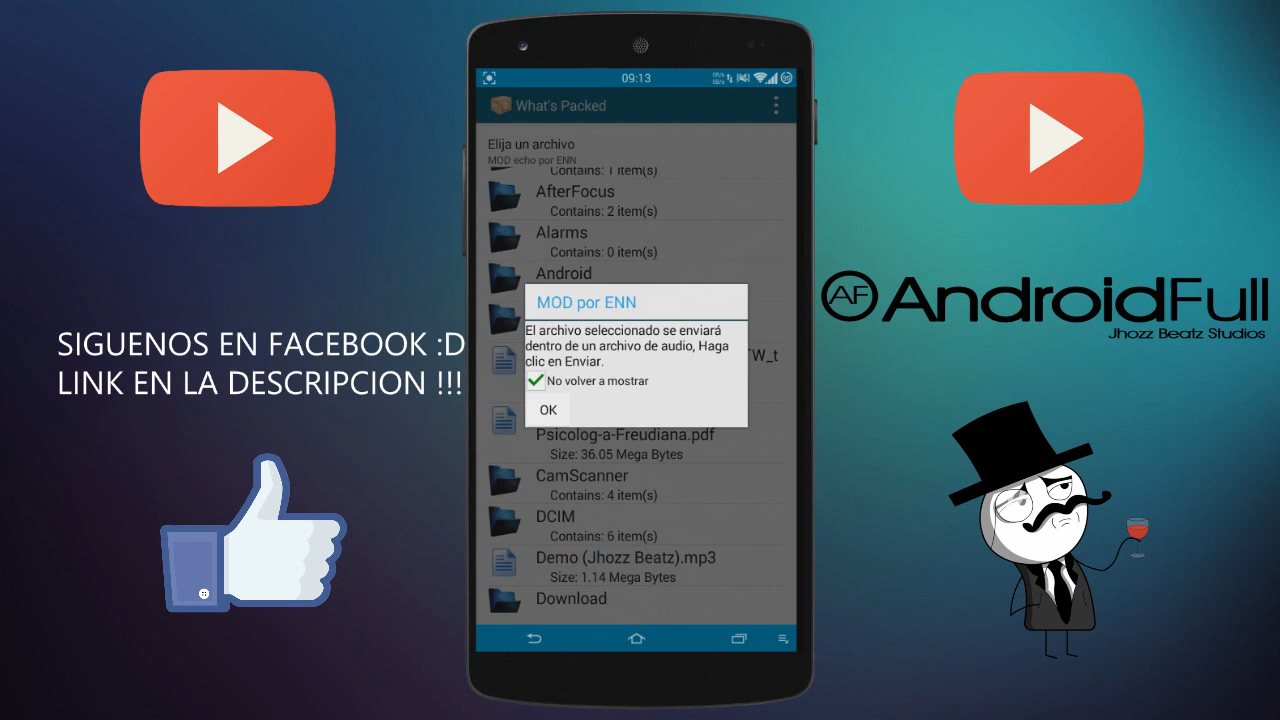 SIGUENOS EN FACEBOOK :D
LINK EN LA DESCRIPCION !!!
09:13
What's Packed
Elija un archivo
MOD echo por ENN
Contains: 1 item(s)
AfterFocus
Contains: 2 item(s)
Alarms
Contains: 0 item(s)
Android
MOD por ENN
El archivo seleccionado se enviará
dentro de un archivo de audio, Haga
clic en Enviar.
TW_t
No volver a mostrar
OK
Psicolog-a-Freudiana.pdf
Size: 36.05 Mega Bytes
CamScanner
Contains: 4 item(s)
DCIM
Contains: 6 item(s)
Demo (Jhozz Beatz).mp3
Size: 1.14 Mega Bytes
Download
AF AndroidFull
Jhozz Beatz Studios